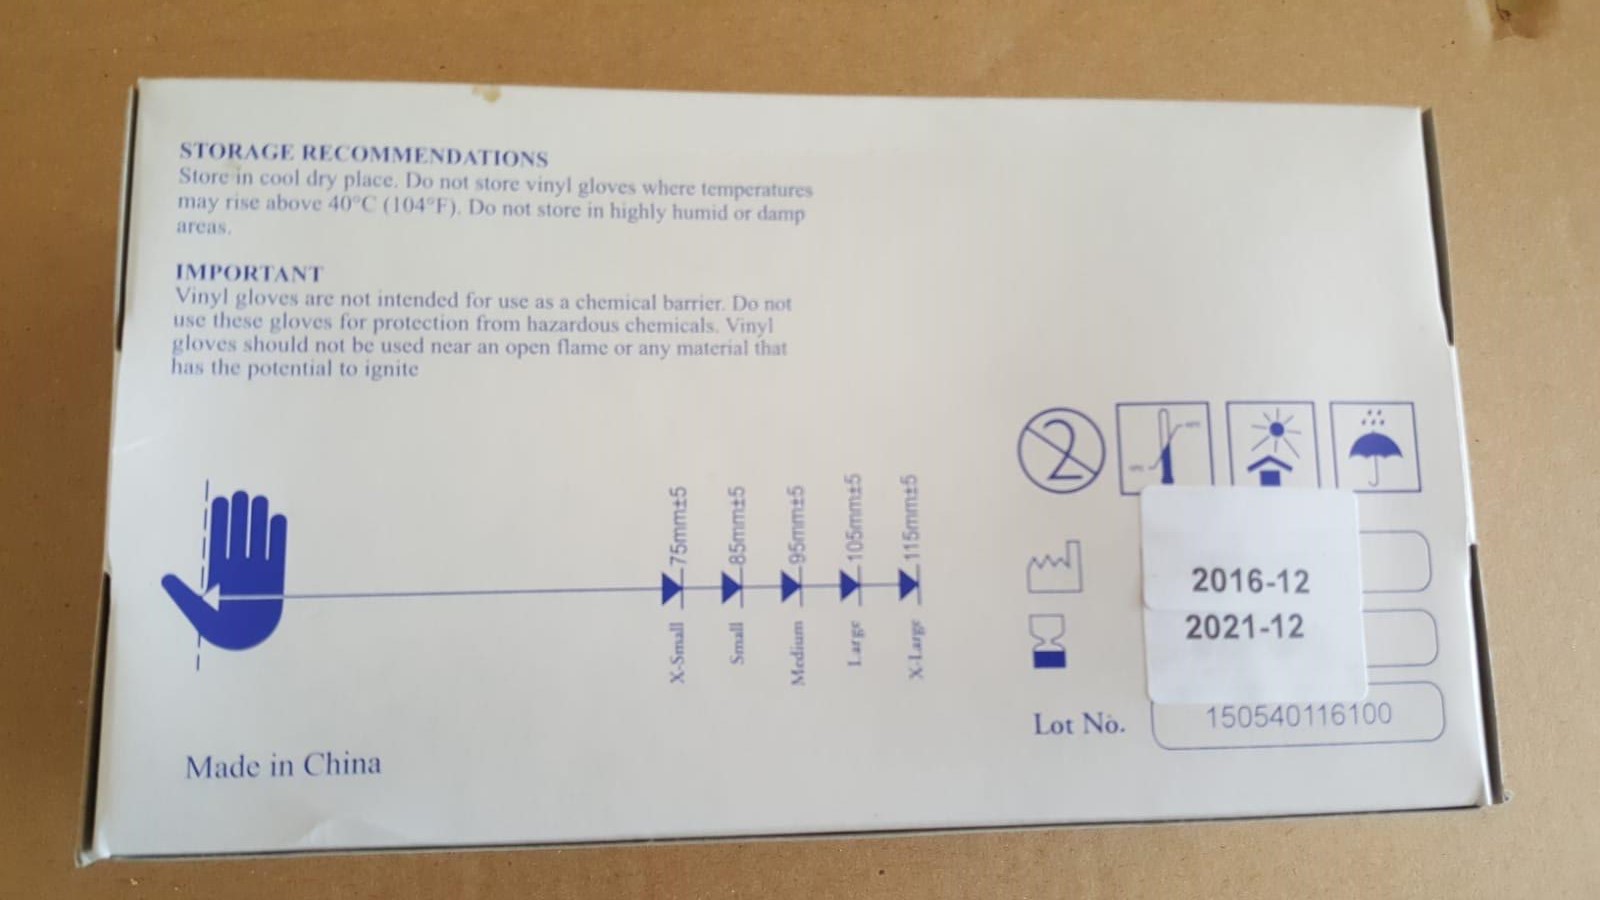 STORAGE RECOMMENDATIONS
Store in cool dry place. Do not store vinyl gloves where temperatures
may rise above 40°C (104°F). Do not store in highly humid or damp
areas.
IMPORTANT
Vinyl gloves are not intended for use as a chemical barrier. Do not
use these gloves for protection from hazardous chemicals. Vinyl
gloves should not be used near an open flame or any material that
has the potential to ignite
75mm±5
85mm±5
95mm±5
105mm±5
115mm±5
X-Small
Small
Medium
Large
X-Large
2
2016-12
2021-12
Lot No. 150540116100
Made in China